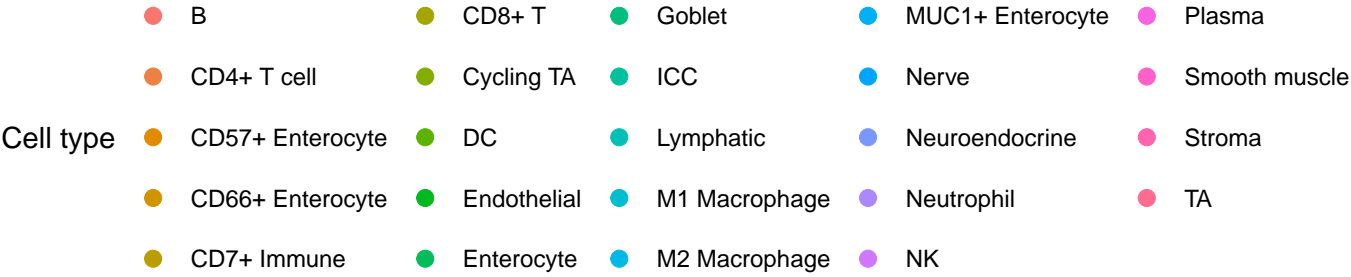 B CD8+ T Goblet MUC1+ Enterocyte Plasma
CD4+ T cell Cycling TA ICC Nerve Smooth muscle
Cell type CD57+ Enterocyte DC Lymphatic Neuroendocrine Stroma
CD66+ Enterocyte Endothelial M1 Macrophage Neutrophil TA
CD7+ Immune Enterocyte M2 Macrophage NK